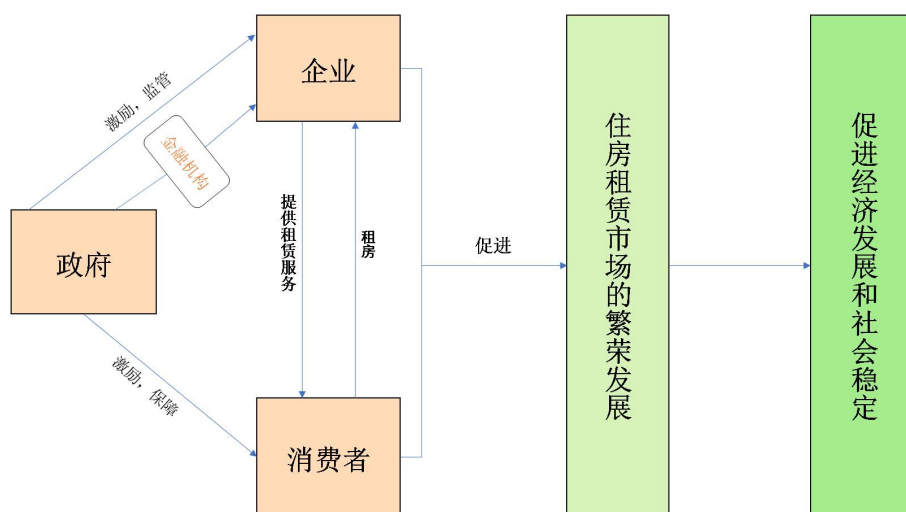 企业
激励，监管
金融机构
政府
提供租赁服务
租房
促进
激励，保障
消费者
住房租赁市场的繁荣发展
促进经济发展和社会稳定